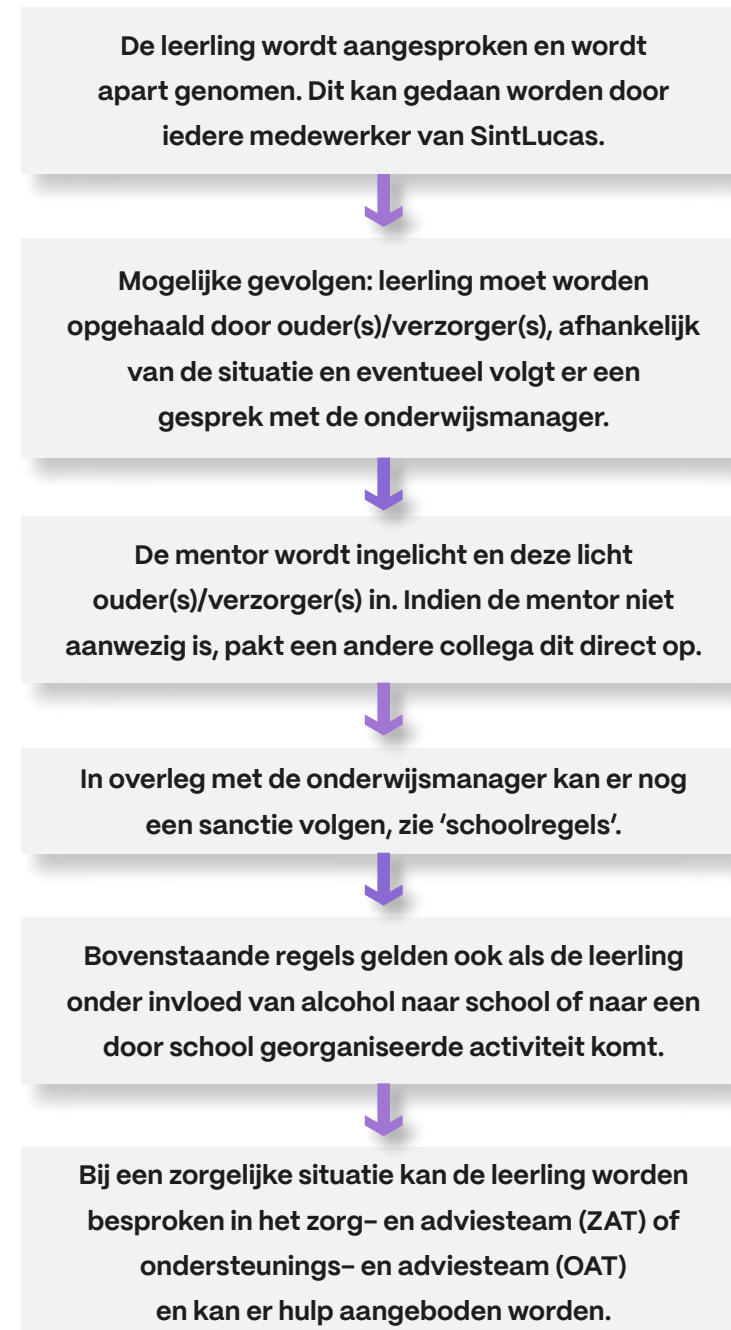 De leerling wordt aangesproken en wordt
apart genomen. Dit kan gedaan worden door
iedere medewerker van SintLucas.
Mogelijke gevolgen: leerling moet worden
opgehaald door ouder(s)/verzorger(s), afhankelijk
van de situatie en eventueel volgt er een
gesprek met de onderwijsmanager.
De mentor wordt ingelicht en deze licht
ouder(s)/verzorger(s) in. Indien de mentor niet
aanwezig is, pakt een andere collega dit direct op.
In overleg met de onderwijsmanager kan er nog
een sanctie volgen, zie ‘schoolregels’.
Bovenstaande regels gelden ook als de leerling
onder invloed van alcohol naar school of naar een
door school georganiseerde activiteit komt.
Bij een zorgelijke situatie kan de leerling worden
besproken in het zorg- en adviesteam (ZAT) of
ondersteunings- en adviesteam (OAT)
en kan er hulp aangeboden worden.